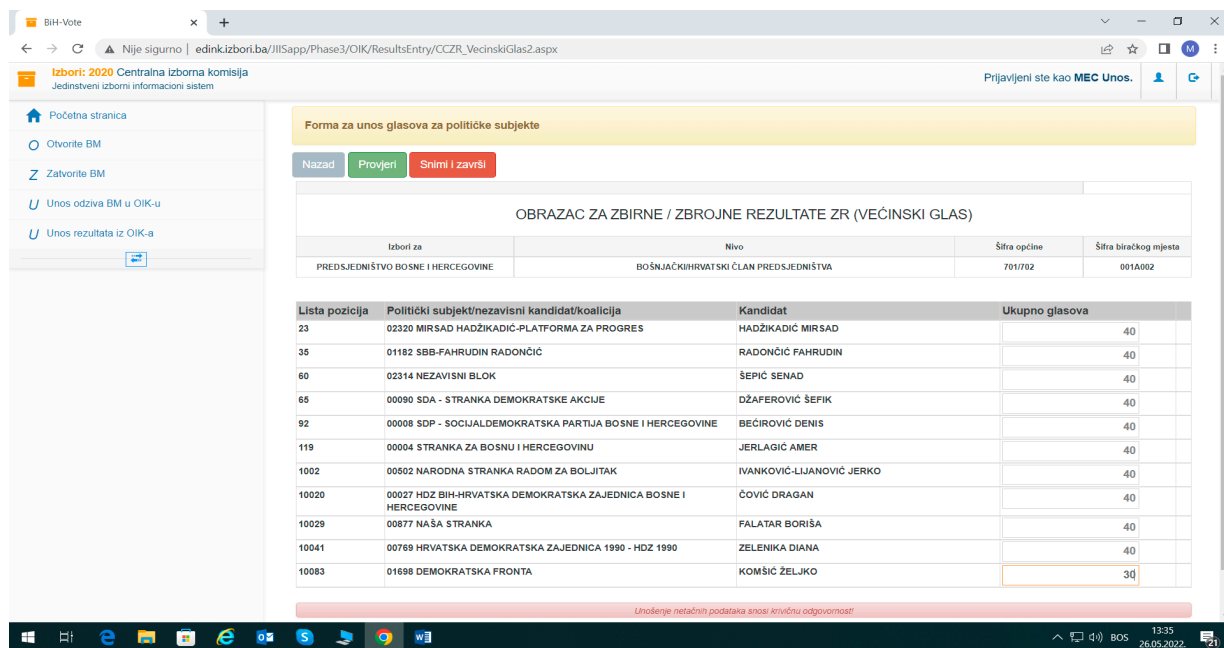 BiH-Vote
Nije sigurno | edink.izbori.ba/JIISapp/Phase3/OIK/ResultsEntry/CCZR_VecinskiGlas2.aspx
M
Izbori: 2020 Centralna izborna komisija
Jedinstveni izborni informacioni sistem
Prijavljeni ste kao MEC Unos.
Početna stranica
O Otvorite BM
Z Zatvorite BM
U Unos odziva BM u OIK-u
U Unos rezultata iz OIK-a
Forma za unos glasova za političke subjekte
Nazad Provjeri Snimi i završi
OBRAZAC ZA ZBIRNE / ZBROJNE REZULTATE ZR (VEĆINSKI GLAS)
Izbori za Nivo Šifra općine Šifra biračkog mjesta
PREDSJEDNIŠTVO BOSNE I HERCEGOVINE BOŠNJAČKI/HRVATSKI ČLAN PREDSJEDNIŠTVA 701/702 001A002
Lista pozicija Politički subjekt/nezavisni kandidat/koalicija Kandidat Ukupno glasova
23 02320 MIRSAD HADŽIKADIĆ-PLATFORMA ZA PROGRES HADŽIKADIĆ MIRSAD 40
35 01182 SBB-FAHRUDIN RADONČIĆ RADONČIĆ FAHRUDIN 40
60 02314 NEZAVISNI BLOK ŠEPIĆ SENAD 40
65 00090 SDA - STRANKA DEMOKRATSKE AKCIJE DŽAFEROVIĆ ŠEFIK 40
92 00008 SDP - SOCIJALDEMOKRATSKA PARTIJA BOSNE I HERCEGOVINE BEĆIROVIĆ DENIS 40
119 00004 STRANKA ZA BOSNU I HERCEGOVINU JERLAGIĆ AMER 40
1002 00502 NARODNA STRANKA RADOM ZA BOLJITAK IVANKOVIĆ-LIJANOVIĆ JERKO 40
10020 00027 HDZ BIH-HRVATSKA DEMOKRATSKA ZAJEDNICA BOSNE I ČOVIĆ DRAGAN 40
HERCEGOVINE
10029 00877 NAŠA STRANKA FALATAR BORIŠA 40
10041 00769 HRVATSKA DEMOKRATSKA ZAJEDNICA 1990 - HDZ 1990 ZELENIKA DIANA 40
10083 01698 DEMOKRATSKA FRONTA KOMŠIĆ ŽELJKO 30
Unošenje netačnih podataka snosi krivičnu odgovornost!
BOS 13:35
26.05.2022. 21